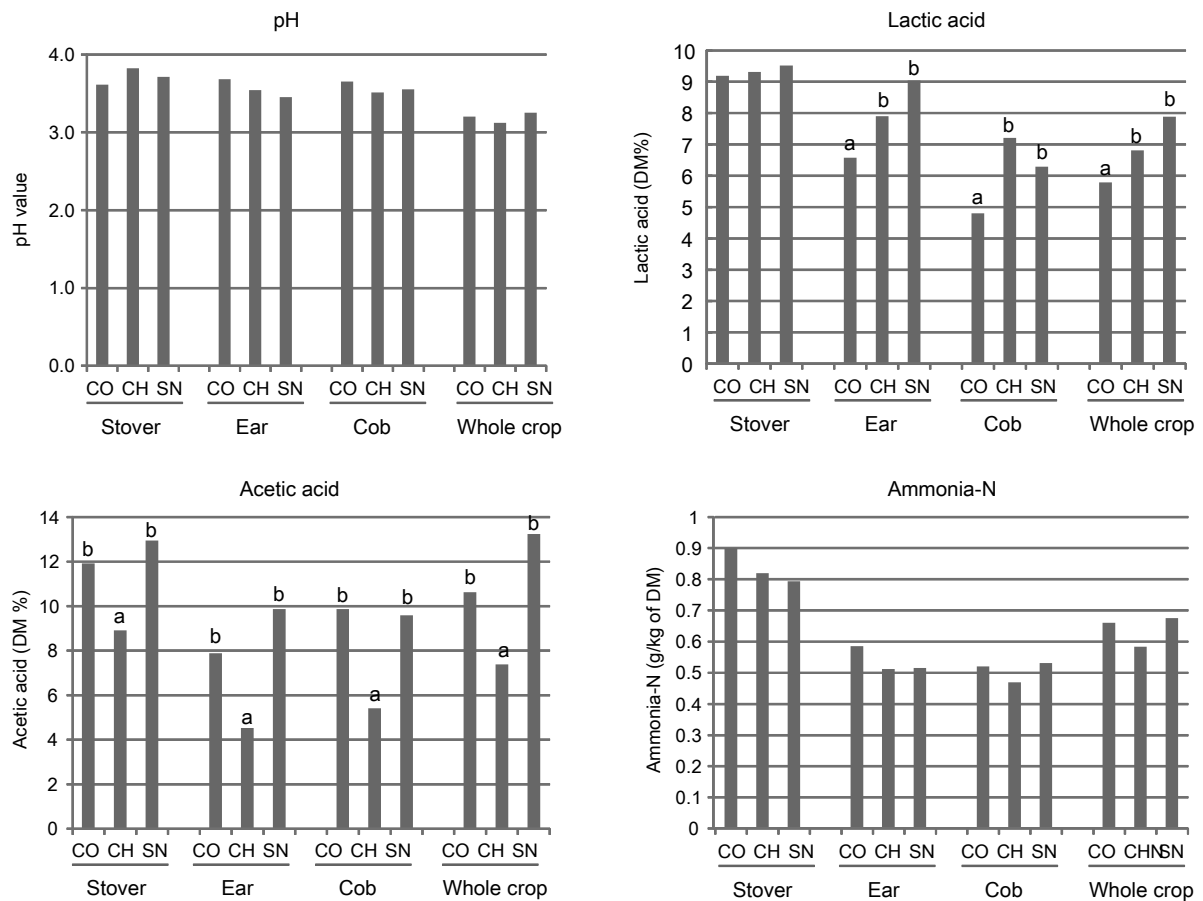 pH
4.0
3.0
2.0
1.0
0.0
pH value
CO CH SN CO CH SN CO CH SN CO CH SN
Stover Ear Cob Whole crop
Lactic acid
10
9
8
7
6
5
4
3
2
1
0
Lactic acid (DM%)
a b b a b b a b b
CO CH SN CO CH SN CO CH SN CO CH SN
Stover Ear Cob Whole crop
Acetic acid
14
12
10
8
6
4
2
0
Acetic acid (DM %)
b a b b a b b a b b a b
CO CH SN CO CH SN CO CH SN CO CH SN
Stover Ear Cob Whole crop
Ammonia-N
1
0.9
0.8
0.7
0.6
0.5
0.4
0.3
0.2
0.1
0
Ammonia-N (g/kg of DM)
CO CH SN CO CH SN CO CH SN CO CHNSN
Stover Ear Cob Whole crop